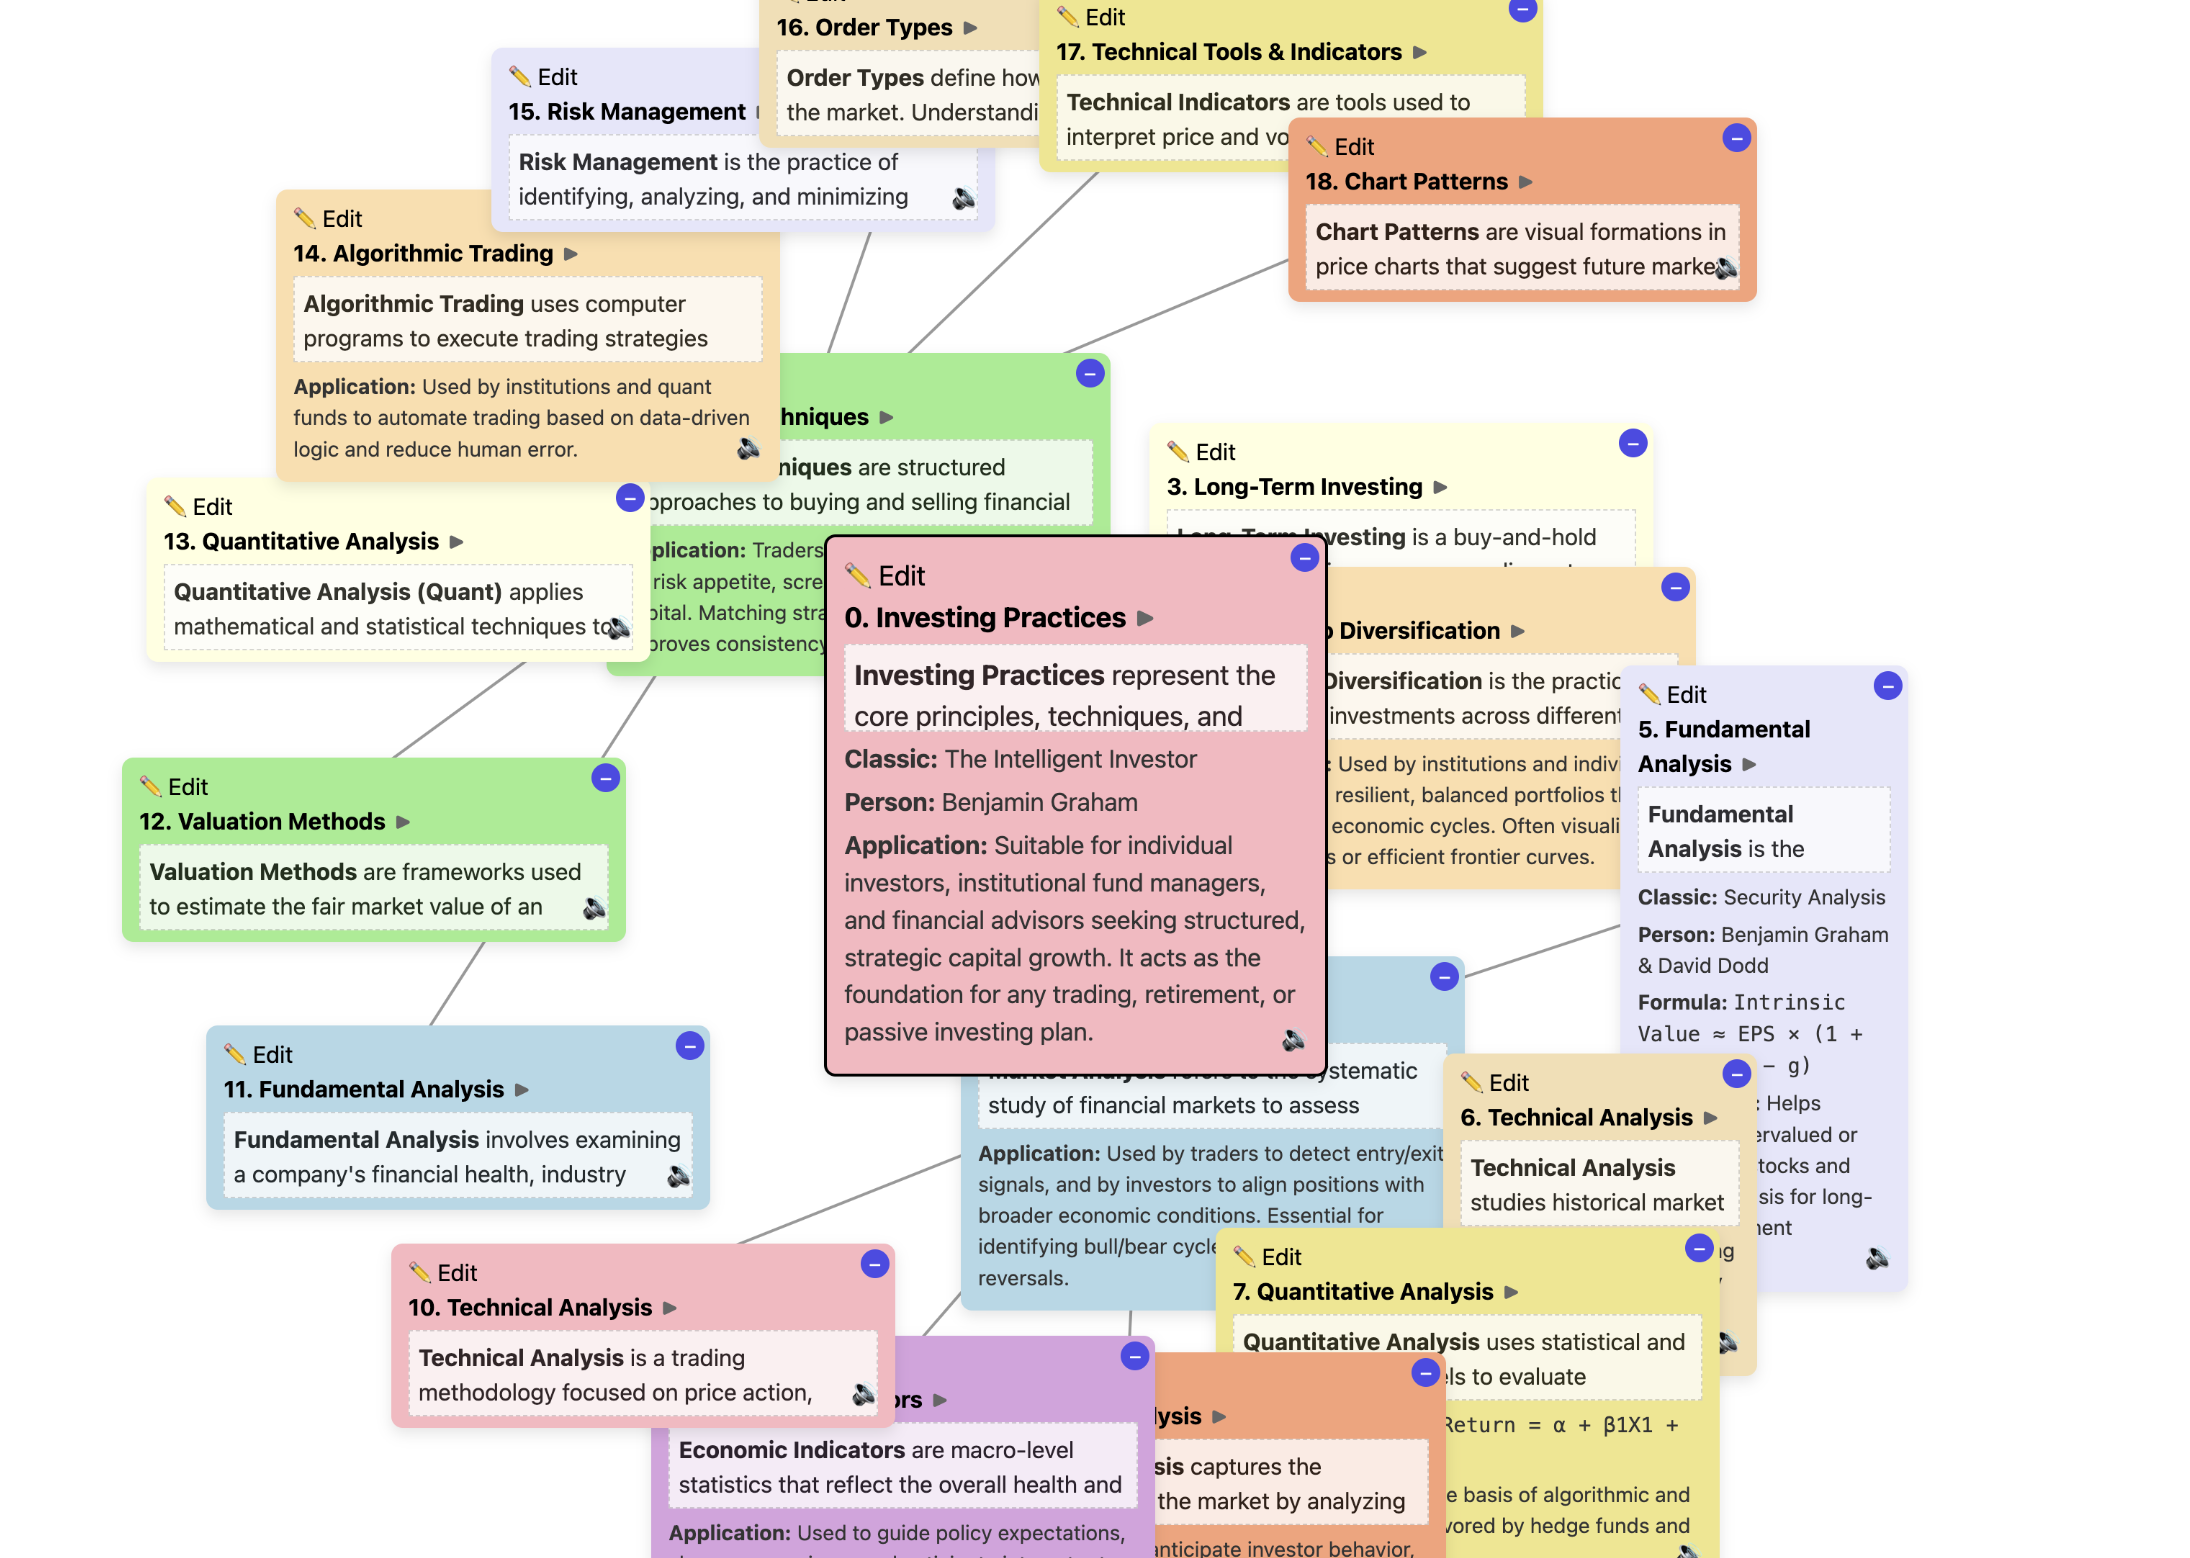 16. Order Types
Order Types define how
the market. Understandi
Edit
17. Technical Tools & Indicators
Technical Indicators are tools used to
interpret price and vo
Edit
15. Risk Management
Risk Management is the practice of
identifying, analyzing, and minimizing
Edit
18. Chart Patterns
Chart Patterns are visual formations in
price charts that suggest future marke
Edit
14. Algorithmic Trading
Algorithmic Trading uses computer
programs to execute trading strategies
Application: Used by institutions and quant
funds to automate trading based on data-driven
logic and reduce human error.
hniques
niques are structured
pproaches to buying and selling financial
plication: Traders
risk appetite, scre
pital. Matching stra
proves consistency
Edit
3. Long-Term Investing
Long-Term Investing is a buy-and-hold
Edit
13. Quantitative Analysis
Quantitative Analysis (Quant) applies
mathematical and statistical techniques to
Edit
0. Investing Practices
Investing Practices represent the
core principles, techniques, and
Classic: The Intelligent Investor
Person: Benjamin Graham
Application: Suitable for individual
investors, institutional fund managers,
and financial advisors seeking structured,
strategic capital growth. It acts as the
foundation for any trading, retirement, or
passive investing plan.
Diversification
Diversification is the practic
investments across different
: Used by institutions and indivi
resilient, balanced portfolios t
economic cycles. Often visuali
s or efficient frontier curves.
Edit
5. Fundamental
Analysis
Fundamental
Analysis is the
Classic: Security Analysis
Person: Benjamin Graham
& David Dodd
Formula: Intrinsic
Value ≈ EPS × (1 +
− g)
: Helps
ervalued or
tocks and
sis for long-
ment
Edit
12. Valuation Methods
Valuation Methods are frameworks used
to estimate the fair market value of an
Edit
11. Fundamental Analysis
Fundamental Analysis involves examining
a company's financial health, industry
Market Analysis refers to the systematic
study of financial markets to assess
Application: Used by traders to detect entry/exit
signals, and by investors to align positions with
broader economic conditions. Essential for
identifying bull/bear cycle
reversals.
Edit
6. Technical Analysis
Technical Analysis
studies historical market
ng
Edit
7. Quantitative Analysis
Quantitative Analysis uses statistical and
ls to evaluate
Return = α + β1X1 +
e basis of algorithmic and
vored by hedge funds and
Edit
10. Technical Analysis
Technical Analysis is a trading
methodology focused on price action,
ors
Economic Indicators are macro-level
statistics that reflect the overall health and
Application: Used to guide policy expectations,
lysis
sis captures the
the market by analyzing
anticipate investor behavior,